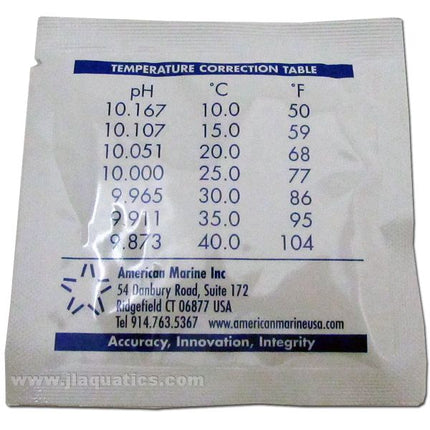 TEMPERATURE CORRECTION TABLE
pH °C °F
10.167 10.0 50
10.107 15.0 59
10.051 20.0 68
10.000 25.0 77
9.965 30.0 86
9.911 35.0 95
9.873 40.0 104
American Marine Inc
54 Danbury Road, Suite 172
Ridgefield CT 06877 USA
Tel 914.763.5367 www.americanmarineusa.com
Accuracy, Innovation, Integrity
www.jlaquatics.com